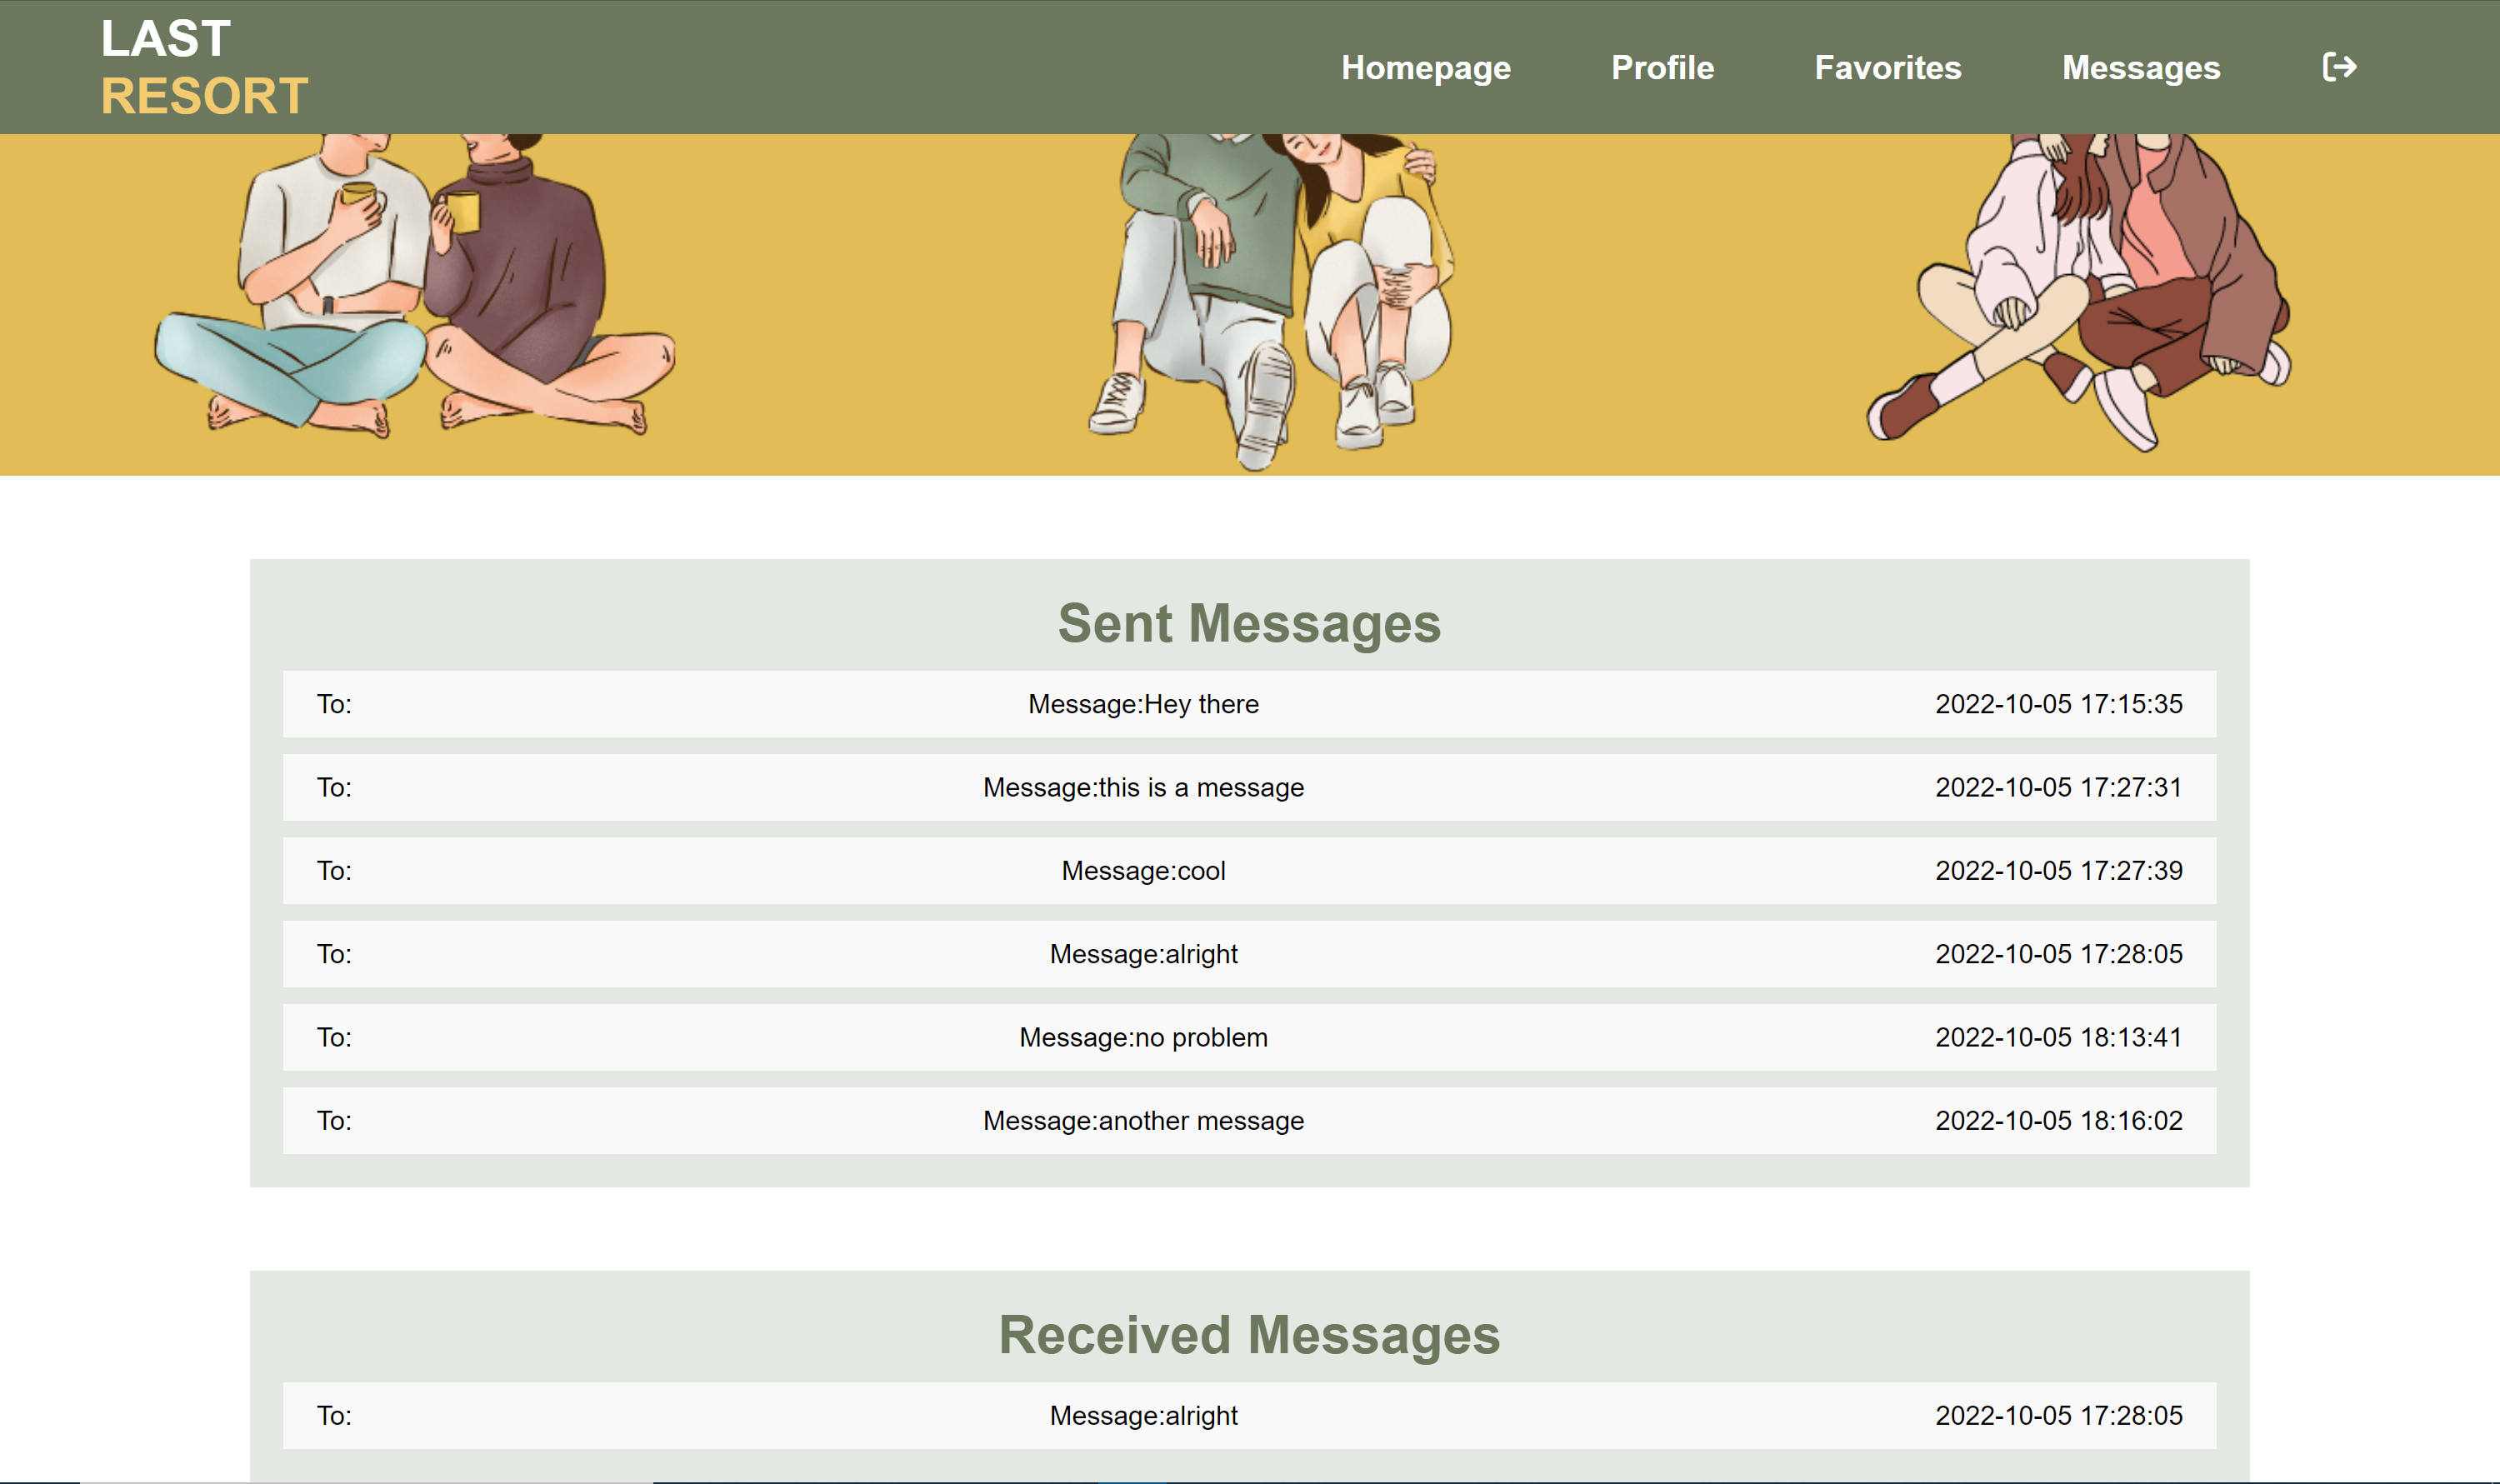 LAST
RESORT
Homepage Profile Favorites Messages
Sent Messages
To: Message:Hey there 2022-10-05 17:15:35
To: Message:this is a message 2022-10-05 17:27:31
To: Message:cool 2022-10-05 17:27:39
To: Message:alright 2022-10-05 17:28:05
To: Message:no problem 2022-10-05 18:13:41
To: Message:another message 2022-10-05 18:16:02
Received Messages
To: Message:alright 2022-10-05 17:28:05